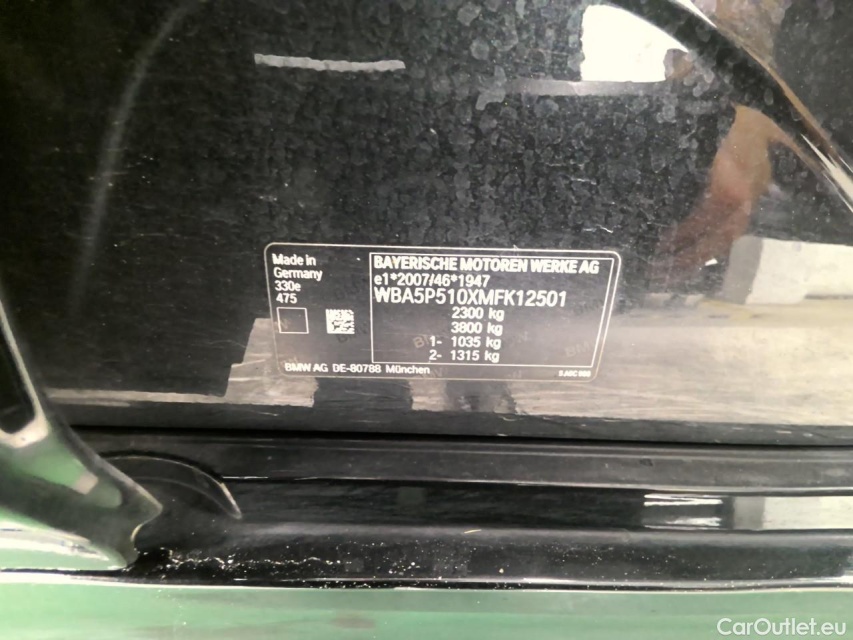 Made in
Germany
330e
475
BAYERISCHE MOTOREN WERKE AG
e1*2007/46*1947
WBA5P510XMFK12501
2300 kg
3800 kg
1- 1035 kg
2- 1315 kg
BMW AG DE-80788 München
CarOutlet.eu